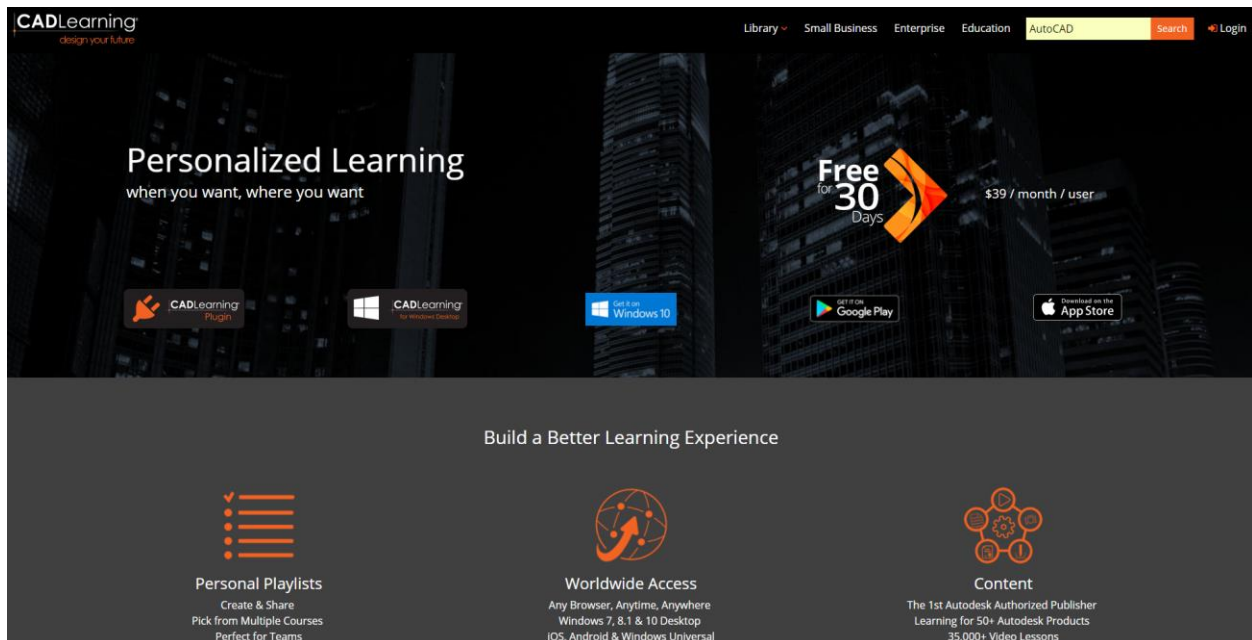 CADLearning
design your future
Library
Small Business
Enterprise
Education
AutoCAD
Search
Login
Personalized Learning
when you want, where you want
Free
for
30
Days
$39 / month / user
CADLearning
Plugin
CADLearning
for Windows Desktop
Get it on
Windows 10
GET IT ON
Google Play
Download on the
App Store
Build a Better Learning Experience
Personal Playlists
Create & Share
Pick from Multiple Courses
Perfect for Teams
Worldwide Access
Any Browser, Anytime, Anywhere
Windows 7, 8.1 & 10 Desktop
iOS, Android & Windows Universal
Content
The 1st Autodesk Authorized Publisher
Learning for 50+ Autodesk Products
35,000+ Video Lessons